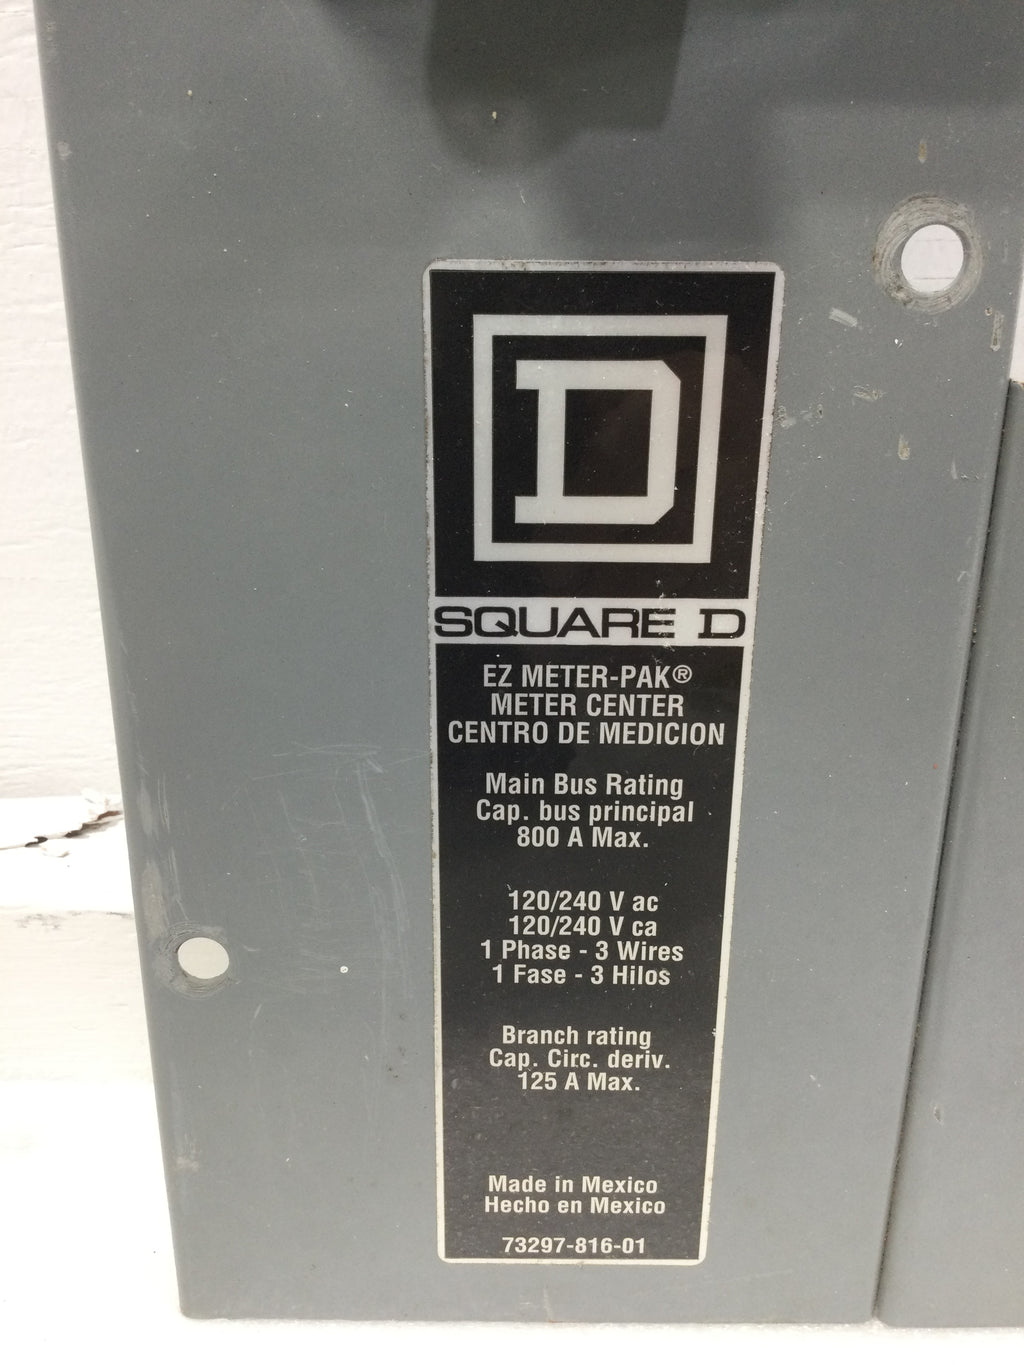 D
SQUARE D
EZ METER-PAK®
METER CENTER
CENTRO DE MEDICION
Main Bus Rating
Cap. bus principal
800 A Max.
120/240 V ac
120/240 V ca
1 Phase - 3 Wires
1 Fase - 3 Hilos
Branch rating
Cap. Circ. deriv.
125 A Max.
Made in Mexico
Hecho en Mexico
73297-816-01